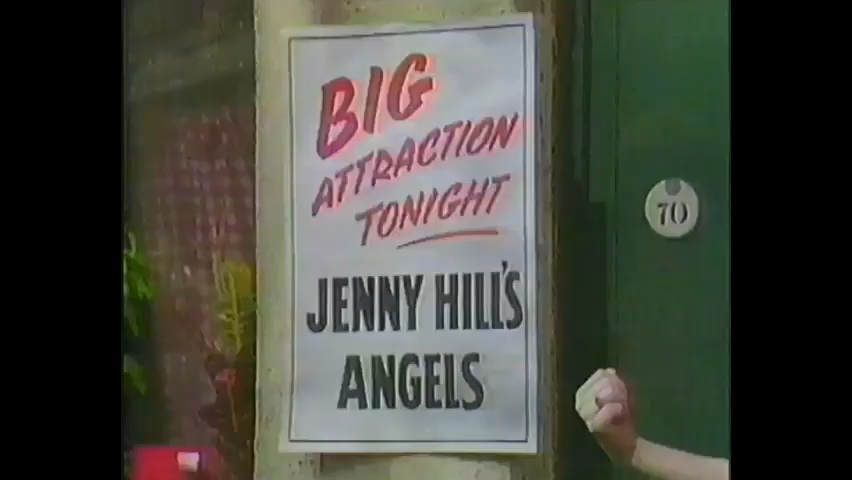 BIG
ATTRACTION
TONIGHT
JENNY HILL'S
ANGELS
70